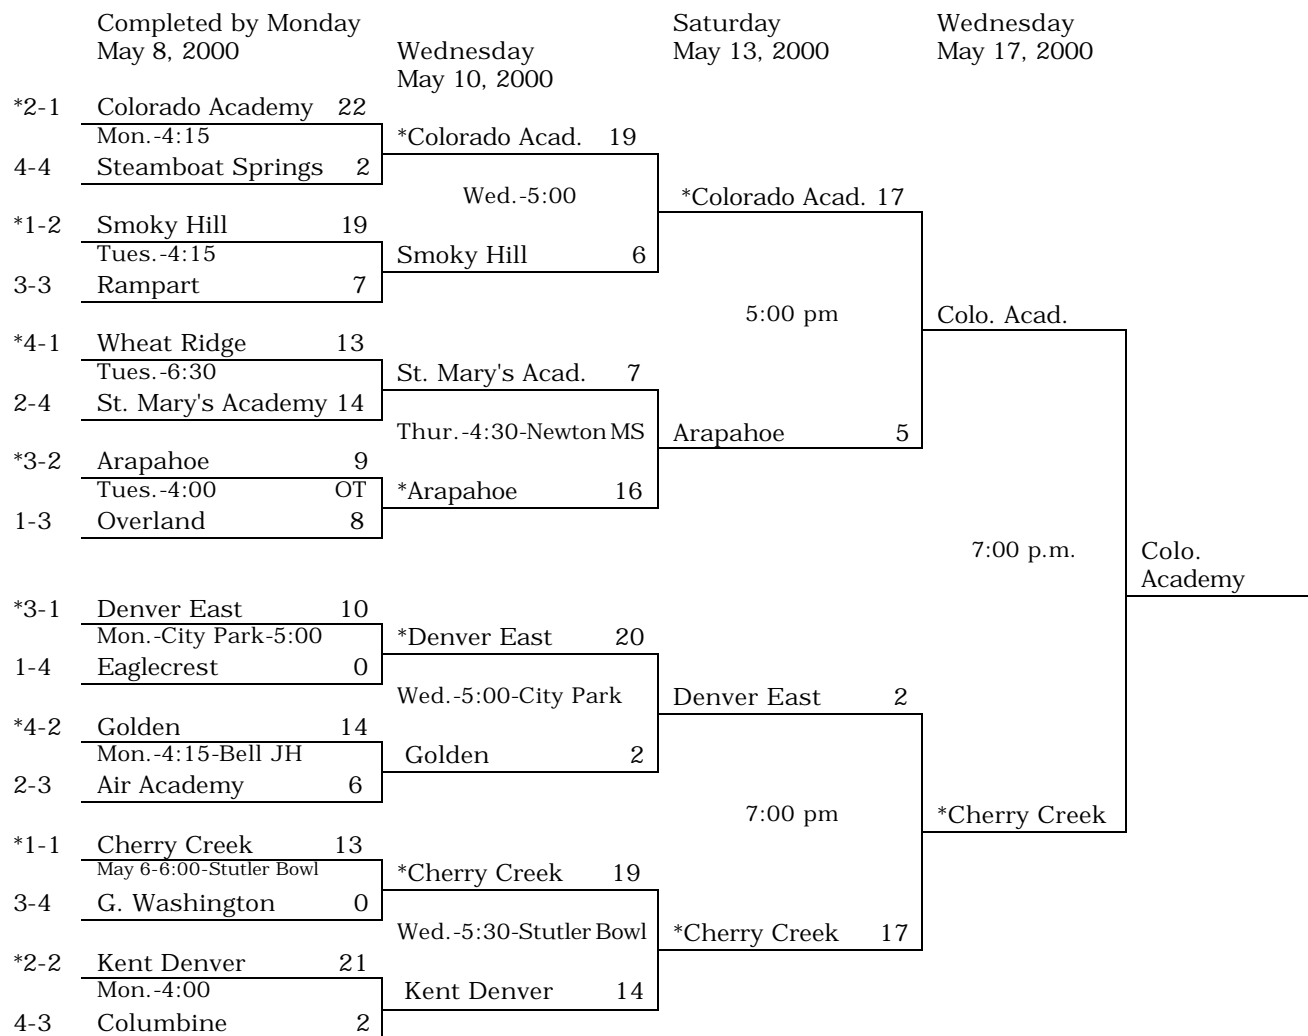 Completed by Monday
May 8, 2000
Wednesday
May 10, 2000
Saturday
May 13, 2000
Wednesday
May 17, 2000
*2-1 Colorado Academy 22
Mon.-4:15
4-4 Steamboat Springs 2
*1-2 Smoky Hill 19
Tues.-4:15
3-3 Rampart 7
*4-1 Wheat Ridge 13
Tues.-6:30
2-4 St. Mary's Academy 14
*3-2 Arapahoe 9
Tues.-4:00 OT
1-3 Overland 8
*3-1 Denver East 10
Mon.-City Park-5:00
1-4 Eaglecrest 0
*4-2 Golden 14
Mon.-4:15-Bell JH
2-3 Air Academy 6
*1-1 Cherry Creek 13
May 6-6:00-Stutler Bowl
3-4 G. Washington 0
*2-2 Kent Denver 21
Mon.-4:00
4-3 Columbine 2
*Colorado Acad. 19
Wed.-5:00
Smoky Hill 6
St. Mary's Acad. 7
Thur.-4:30-Newton MS
*Arapahoe 16
*Denver East 20
Wed.-5:00-City Park
Golden 2
*Cherry Creek 19
Wed.-5:30-Stutler Bowl
Kent Denver 14
*Colorado Acad. 17
5:00 pm
Arapahoe 5
Denver East 2
7:00 pm
*Cherry Creek 17
Colo. Acad.
7:00 p.m.
*Cherry Creek
Colo.
Academy